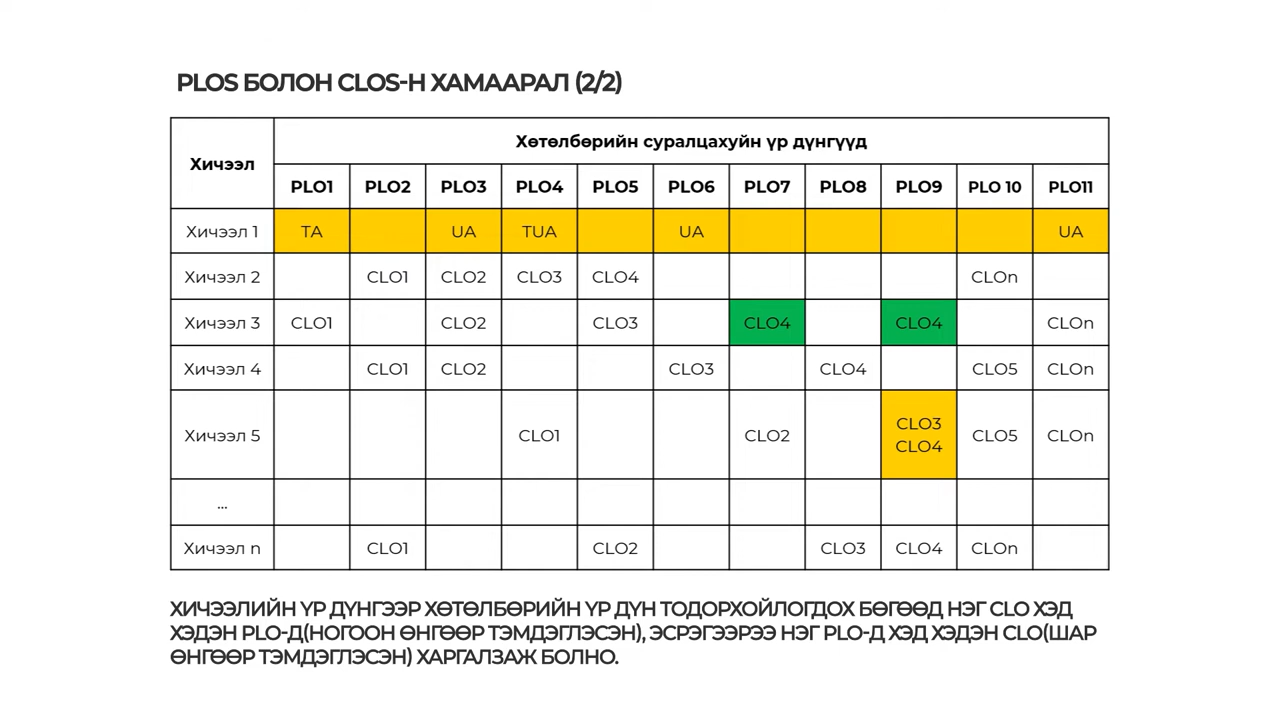 PLOS БОЛОН CLOS-Н ХАМААРАЛ (2/2)
Хичээл Хөтөлбөрийн суралцахуйн үр дүнгүүд
PLO1 PLO2 PLO3 PLO4 PLO5 PLO6 PLO7 PLO8 PLO9 PLO 10 PLO11
Хичээл 1 TA UA TUA UA UA
Хичээл 2 CLO1 CLO2 CLO3 CLO4 CLOn
Хичээл 3 CLO1 CLO2 CLO3 CLO4 CLO4 CLOn
Хичээл 4 CLO1 CLO2 CLO3 CLO4 CLO5 CLOn
Хичээл 5 CLO1 CLO2 CLO3 CLO4 CLO5 CLOn
...
Хичээл n CLO1 CLO2 CLO3 CLO4 CLOn
ХИЧЭЭЛИЙН ҮР ДҮНГЭЭР ХӨТӨЛБӨРИЙН ҮР ДҮН ТОДОРХОЙЛОГДОХ БӨГӨӨД НЭГ CLO ХЭД
ХЭДЭН PLO-Д(НОГООН ӨНГӨӨР ТЭМДЭГЛЭСЭН), ЭСРЭГЭЭРЭЭ НЭГ PLO-Д ХЭД ХЭДЭН CLO(ШАР
ӨНГӨӨР ТЭМДЭГЛЭСЭН) ХАРГАЛЗАЖ БОЛНО.